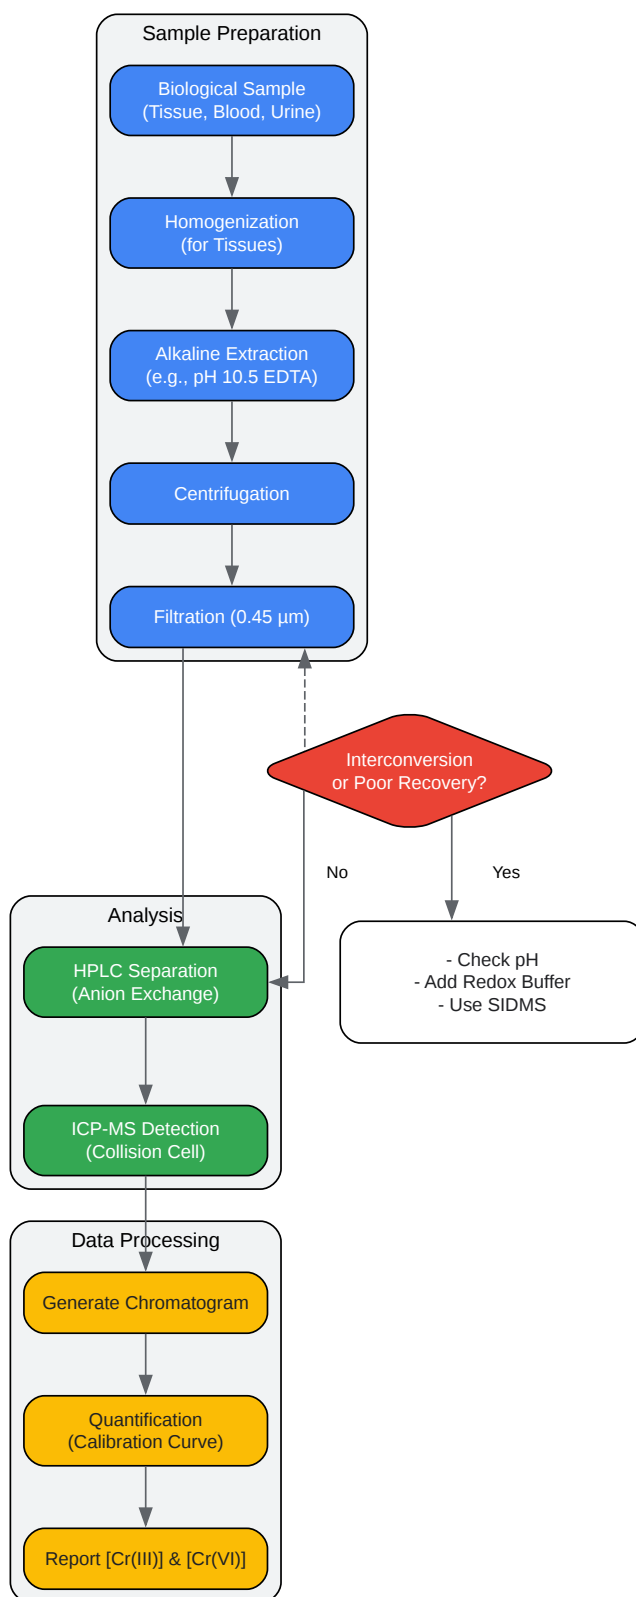 Sample Preparation
Biological Sample
(Tissue, Blood, Urine)
Homogenization
(for Tissues)
Alkaline Extraction
(e.g., pH 10.5 EDTA)
Centrifugation
Filtration (0.45 µm)
Interconversion
or Poor Recovery?
No
Yes
- Check pH
- Add Redox Buffer
- Use SIDMS
Analysis
HPLC Separation
(Anion Exchange)
ICP-MS Detection
(Collision Cell)
Data Processing
Generate Chromatogram
Quantification
(Calibration Curve)
Report [Cr(III)] & [Cr(VI)]